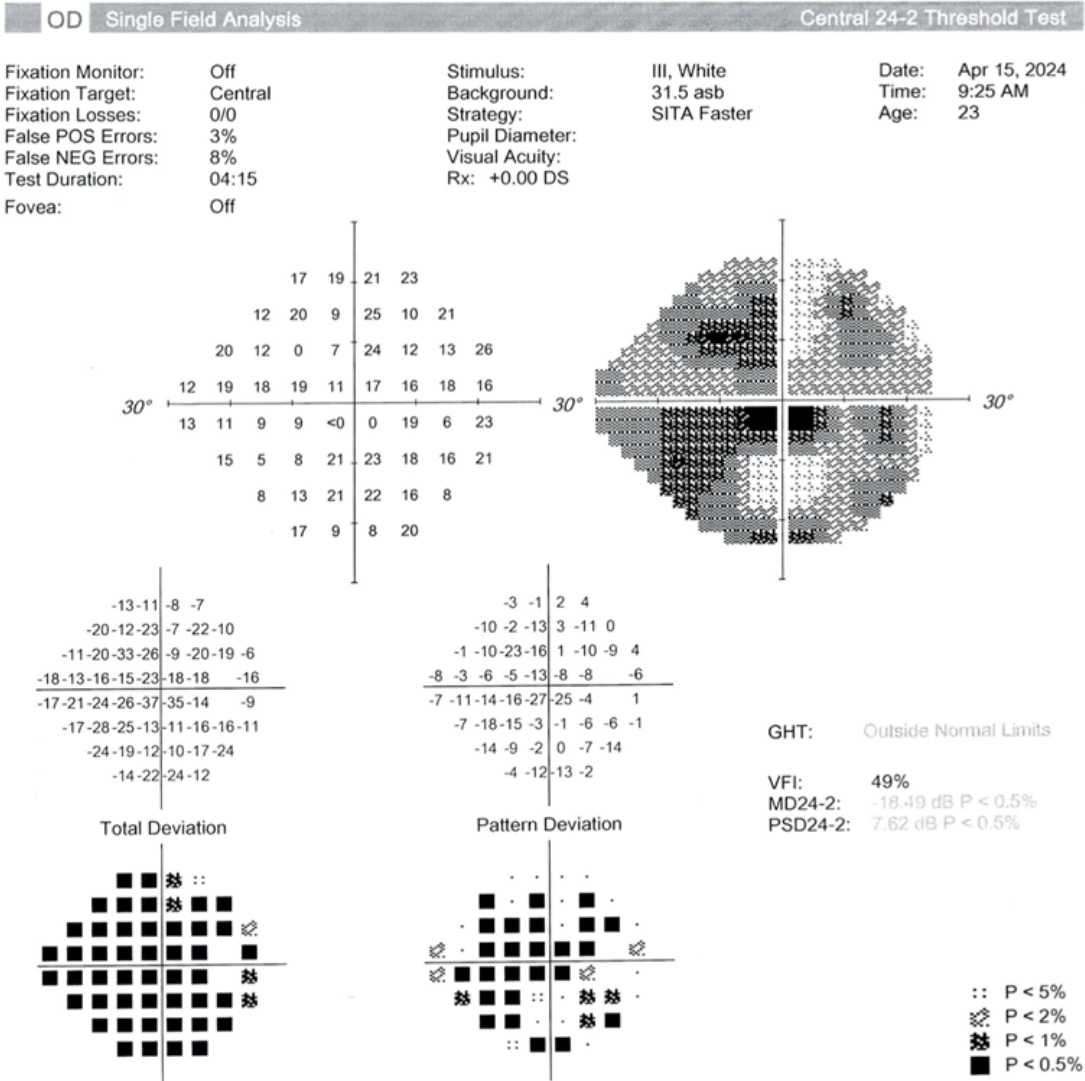 OD Single Field Analysis Central 24-2 Threshold Test
Fixation Monitor: Off Stimulus: III, White Date: Apr 15, 2024
Fixation Target: Central Background: 31.5 asb Time: 9:25 AM
Fixation Losses: 0/0 Strategy: SITA Faster Age: 23
False POS Errors: 3% Pupil Diameter:
False NEG Errors: 8% Visual Acuity:
Test Duration: 04:15 Rx: +0.00 DS
Fovea: Off
17 19 21 23
12 20 9 25 10 21
20 12 0 7 24 12 13 26
12 19 18 19 11 17 16 18 16
30° 30° 30°
13 11 9 9 <0 0 19 6 23
15 5 8 21 23 18 16 21
8 13 21 22 16 8
17 9 8 20
-13 -11 -8 -7
-20 -12 -23 -7 -22 -10
-11 -20 -33 -26 -9 -20 -19 -6
-18 -13 -16 -15 -23 -18 -18 -16
-17 -21 -24 -26 -37 -35 -14 -9
-17 -28 -25 -13 -11 -16 -16 -11
-24 -19 -12 -10 -17 -24
-14 -22 -24 -12
Total Deviation
-3 -1 2 4
-10 -2 -13 3 -11 0
-1 -10 -23 -16 1 -10 -9 4
-8 -3 -6 -5 -13 -8 -8 -6
-7 -11 -14 -16 -27 -25 -4 1
-7 -18 -15 -3 -1 -6 -6 -1
-14 -9 -2 0 -7 -14
-4 -12 -13 -2
Pattern Deviation
GHT: Outside Normal Limits
VFI: 49%
MD24-2: -18.49 dB P < 0.5%
PSD24-2: 7.62 dB P < 0.5%
P < 5%
P < 2%
P < 1%
P < 0.5%